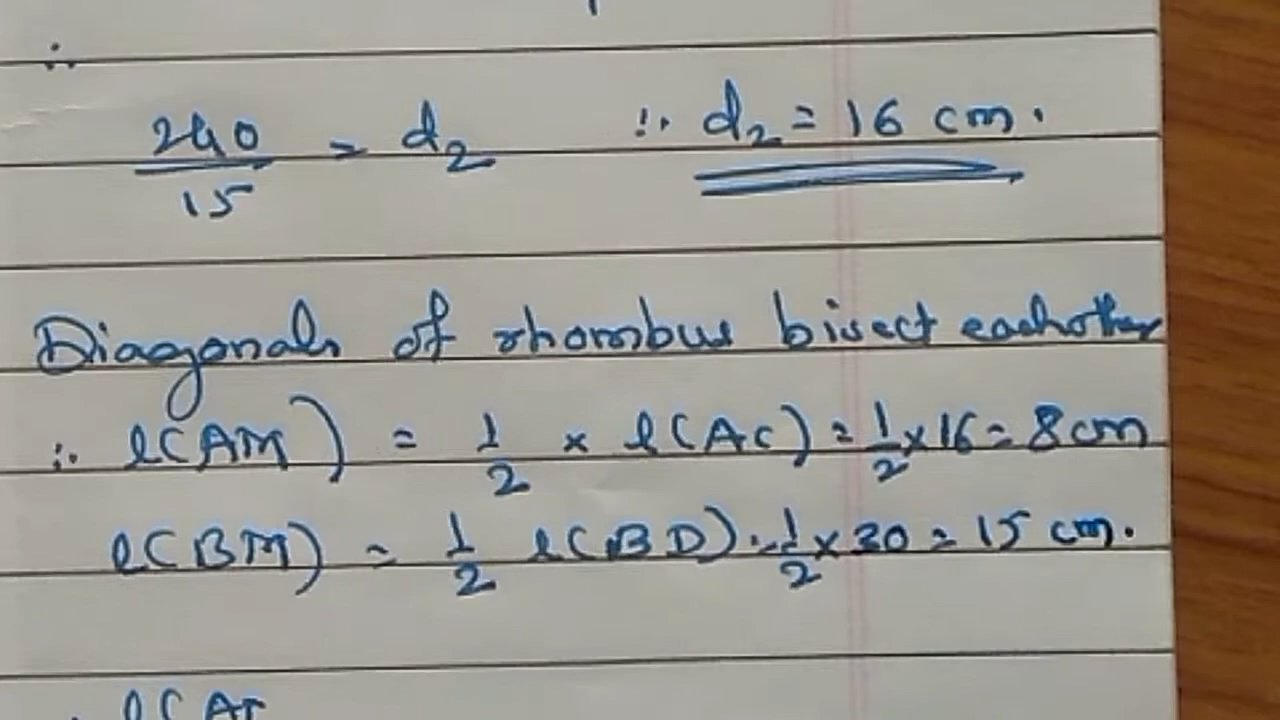 ∴
240/15 = d₂ ∴ d₂ = 16 cm.
Diagonals of rhombus bisect eachother
∴ l(AM) = 1/2 × l(AC) = 1/2 × 16 = 8 cm
l(BM) = 1/2 l(BD) = 1/2 × 30 = 15 cm.